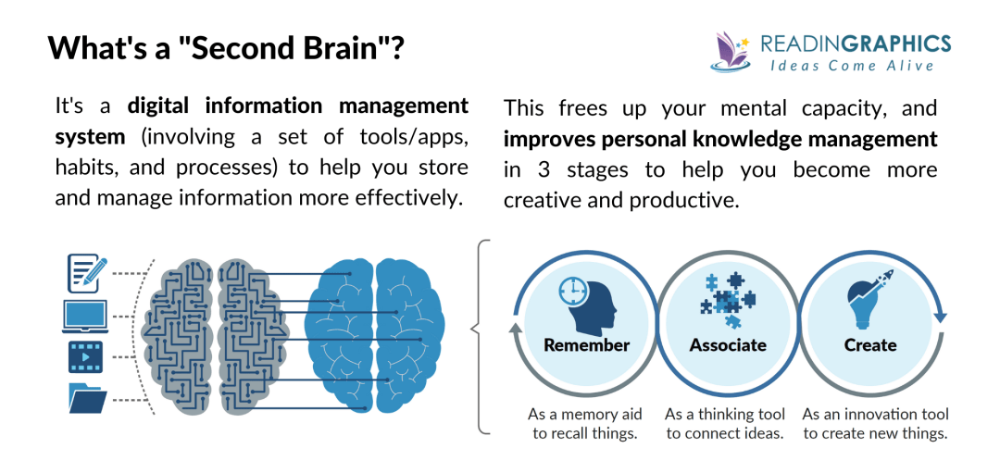 What's a "Second Brain"?
READINGRAPHICS
Ideas Come Alive
It's a digital information management
system (involving a set of tools/apps,
habits, and processes) to help you store
and manage information more effectively.
This frees up your mental capacity, and
improves personal knowledge management
in 3 stages to help you become more
creative and productive.
Remember
Associate
Create
As a memory aid
to recall things.
As a thinking tool
to connect ideas.
As an innovation tool
to create new things.